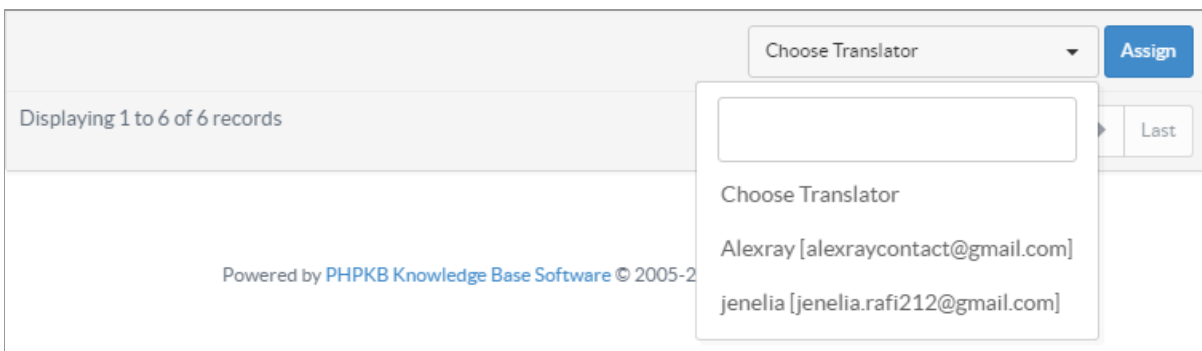 Choose Translator
Assign
Displaying 1 to 6 of 6 records
Last
Choose Translator
Alexray [alexraycontact@gmail.com]
Powered by PHPKB Knowledge Base Software © 2005-2
jenelia [jenelia.rafi212@gmail.com]